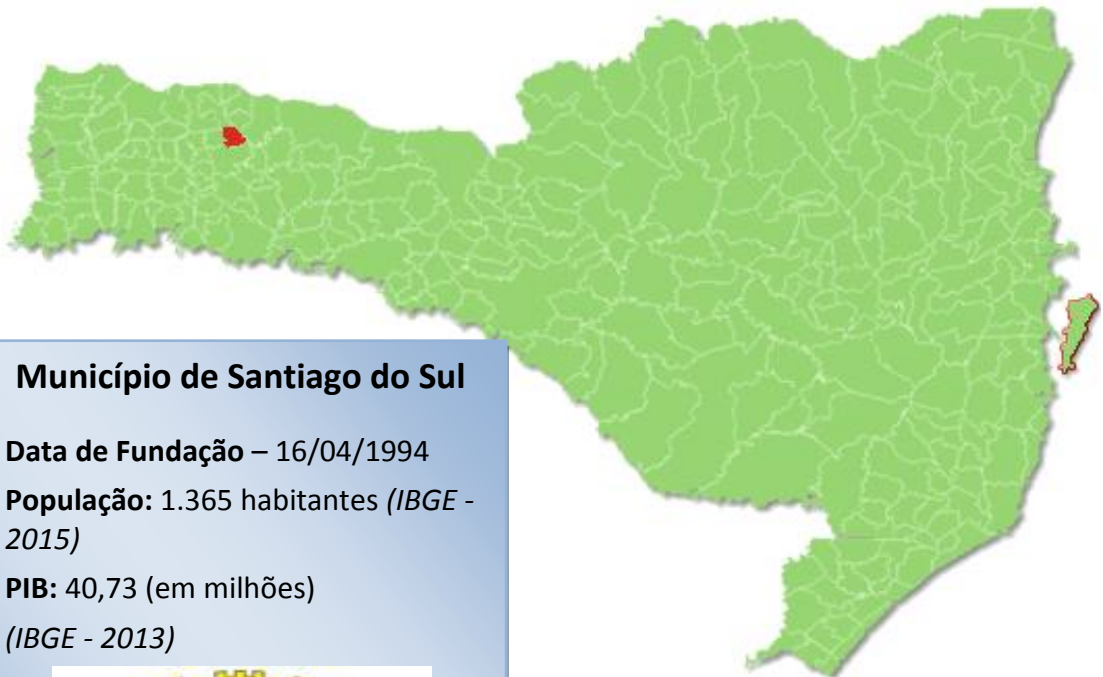 Município de Santiago do Sul
Data de Fundação – 16/04/1994
População: 1.365 habitantes (IBGE -
2015)
PIB: 40,73 (em milhões)
(IBGE - 2013)